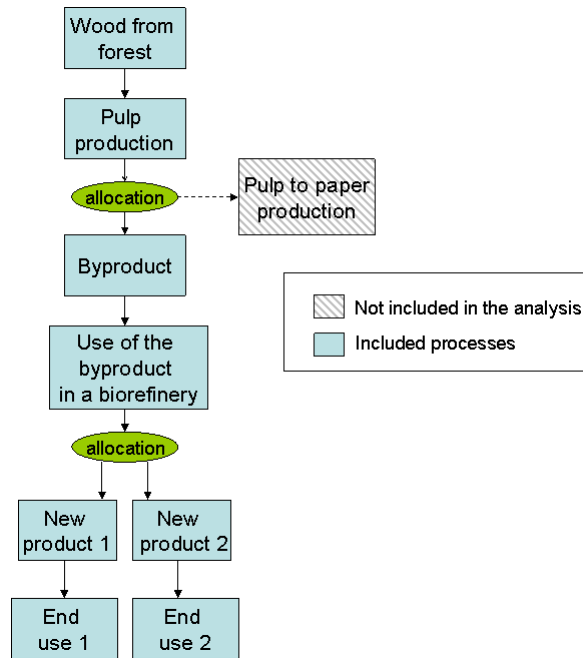 Wood from
forest
Pulp
production
allocation
Pulp to paper
production
Byproduct
Not included in the analysis
Included processes
Use of the
byproduct
in a biorefinery
allocation
New
product 1
New
product 2
End
use 1
End
use 2